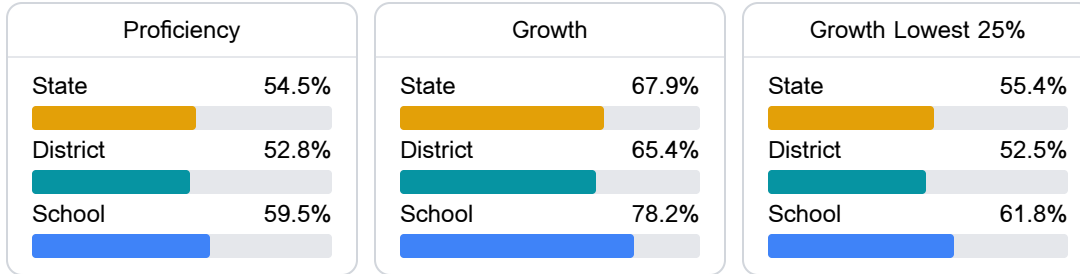 Proficiency
State 54.5%
District 52.8%
School 59.5%
Growth
State 67.9%
District 65.4%
School 78.2%
Growth Lowest 25%
State 55.4%
District 52.5%
School 61.8%